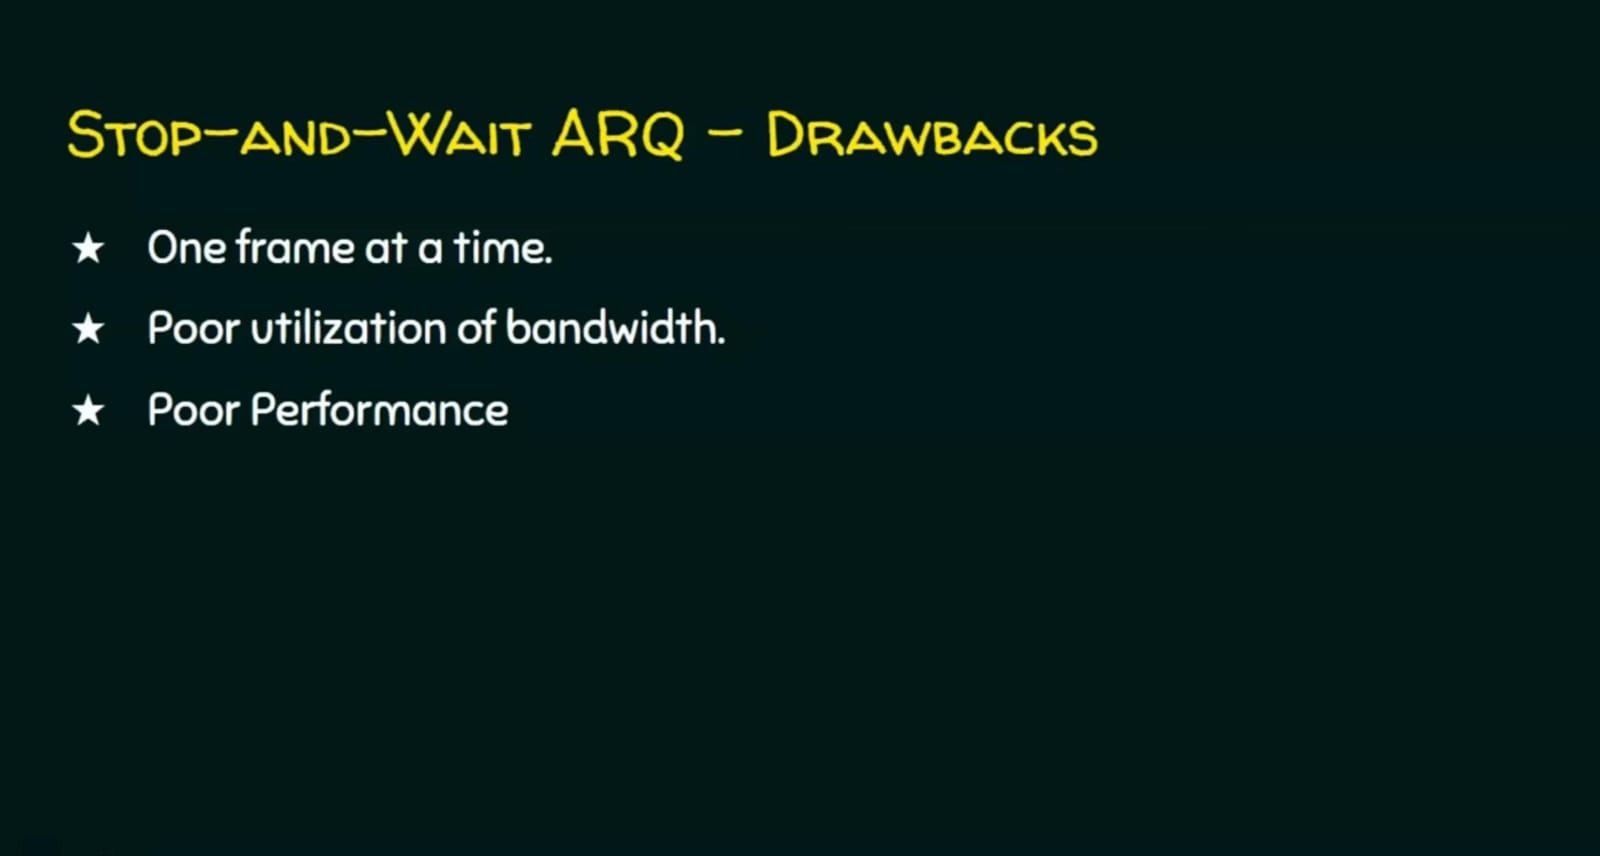 Stop-and-Wait ARQ - Drawbacks
★ One frame at a time.
★ Poor utilization of bandwidth.
★ Poor Performance